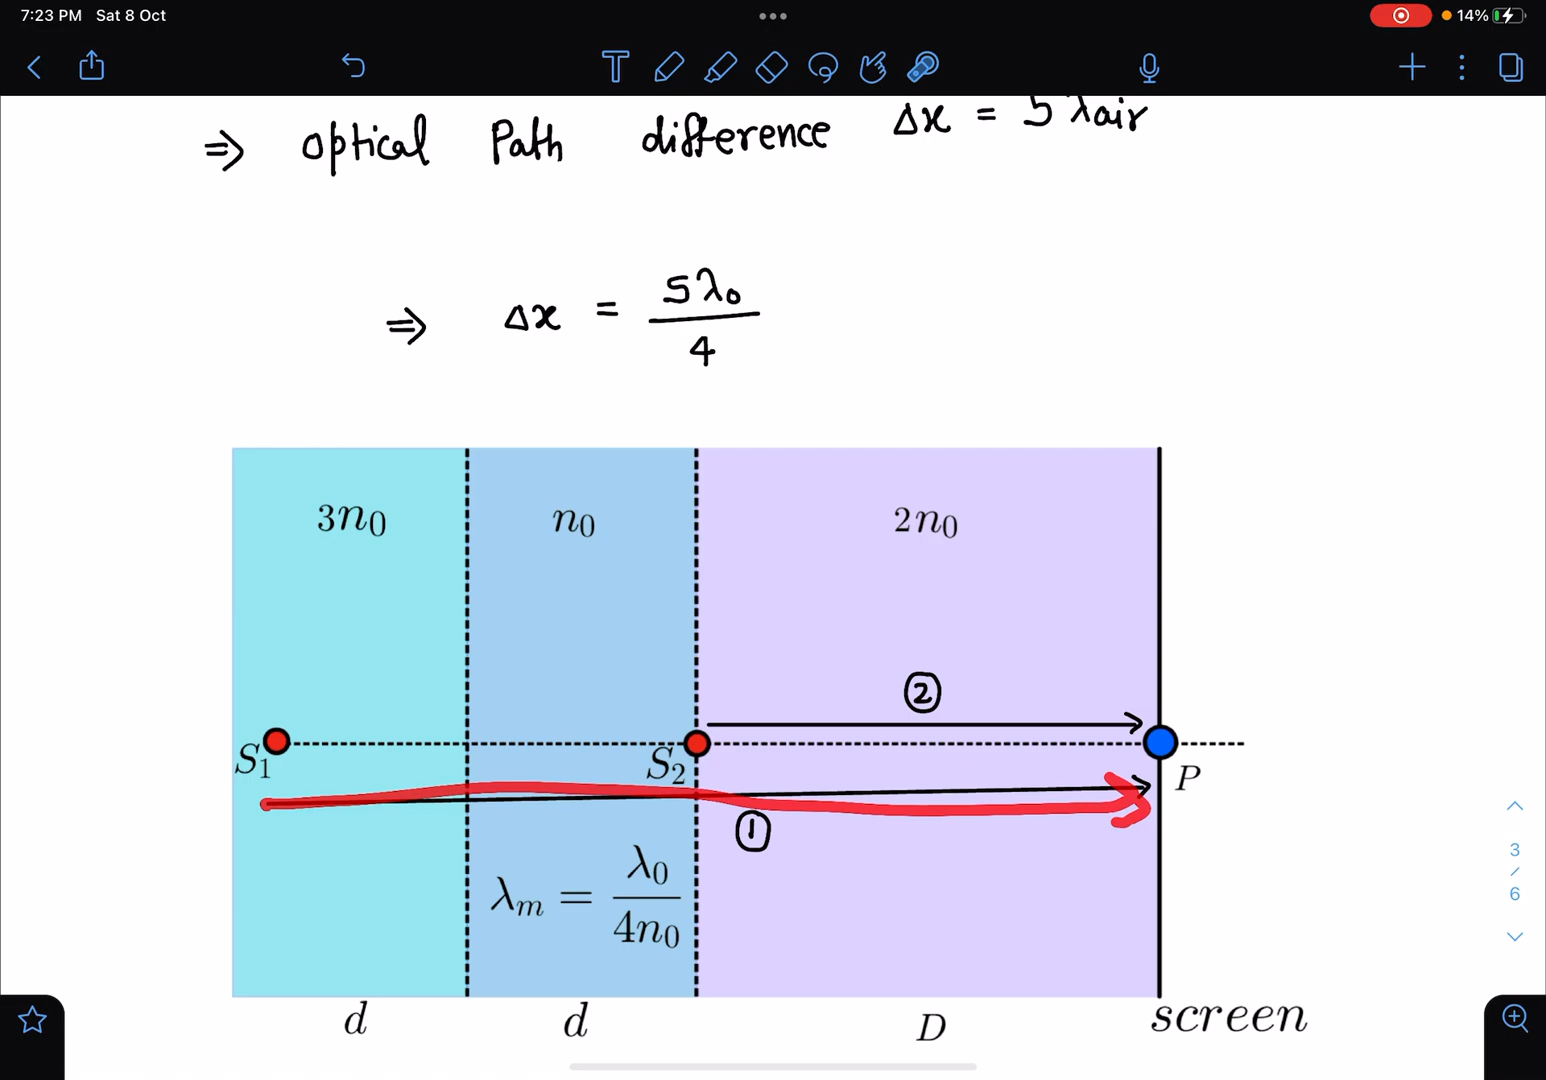 7:23 PM Sat 8 Oct
14%
⇒ optical Path difference Δx = 5 λair
⇒ Δx = 5λ₀/4
3n₀ n₀ 2n₀
②
S₁ S₂ P
①
λₘ = λ₀/4n₀
3/6
d d D screen